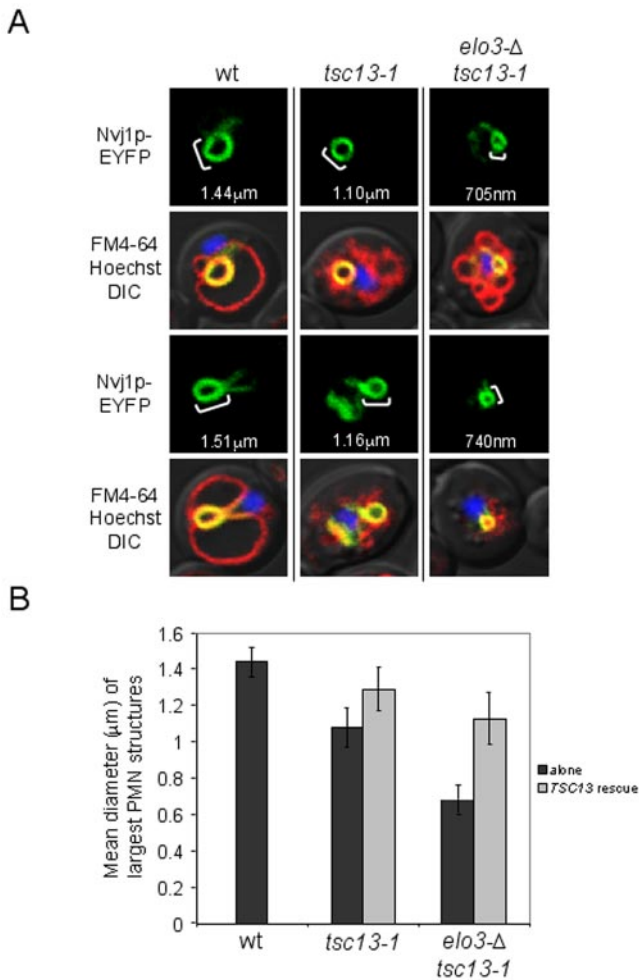 A
elo3-Δ
wt
tsc13-1
tsc13-1
Nvj1p-
EYFP
1.44μm
1.10μm
705nm
FM4-64
Hoechst
DIC
Nvj1p-
EYFP
1.51μm
1.16μm
740nm
FM4-64
Hoechst
DIC
B
Mean diameter (μm) of
largest PMN structures
1.6
1.4
1.2
1
0.8
0.6
0.4
0.2
0
alone
TSC13 rescue
wt
tsc13-1
elo3-Δ
tsc13-1